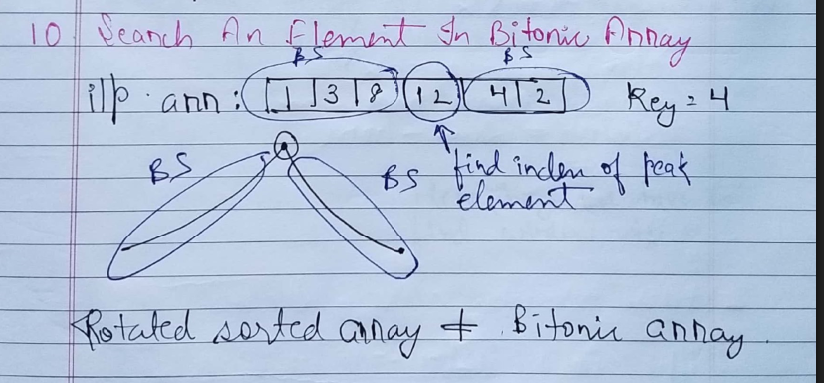 10. Search An Element In Bitonic Array
BS BS
i/p arr: 1 3 8 12 4 2 Key = 4
BS BS find index of peak
element
Rotated sorted array ≠ Bitonic array